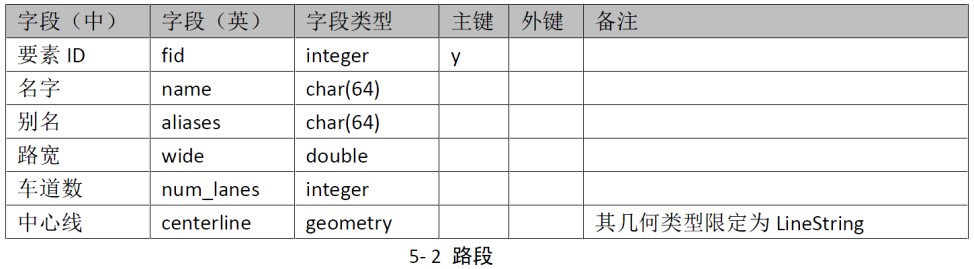 字段（中） 字段（英） 字段类型 主键 外键 备注
要素 ID fid integer y
名字 name char(64)
别名 aliases char(64)
路宽 wide double
车道数 num_lanes integer
中心线 centerline geometry 其几何类型限定为 LineString
5- 2 路段